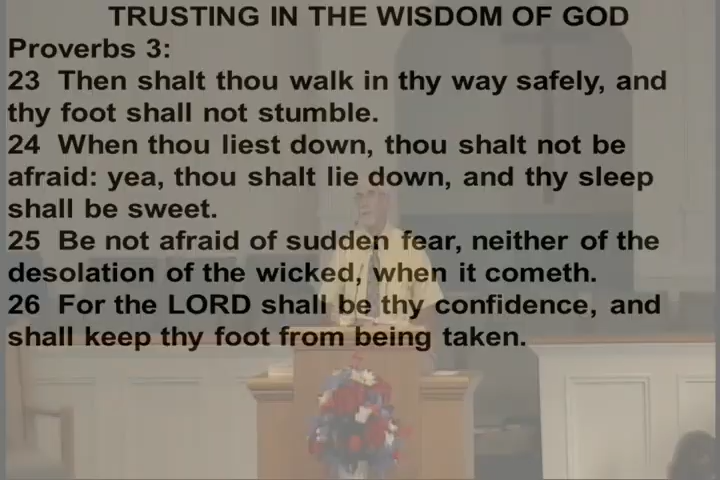 TRUSTING IN THE WISDOM OF GOD
Proverbs 3:
23 Then shalt thou walk in thy way safely, and
thy foot shall not stumble.
24 When thou liest down, thou shalt not be
afraid: yea, thou shalt lie down, and thy sleep
shall be sweet.
25 Be not afraid of sudden fear, neither of the
desolation of the wicked, when it cometh.
26 For the LORD shall be thy confidence, and
shall keep thy foot from being taken.